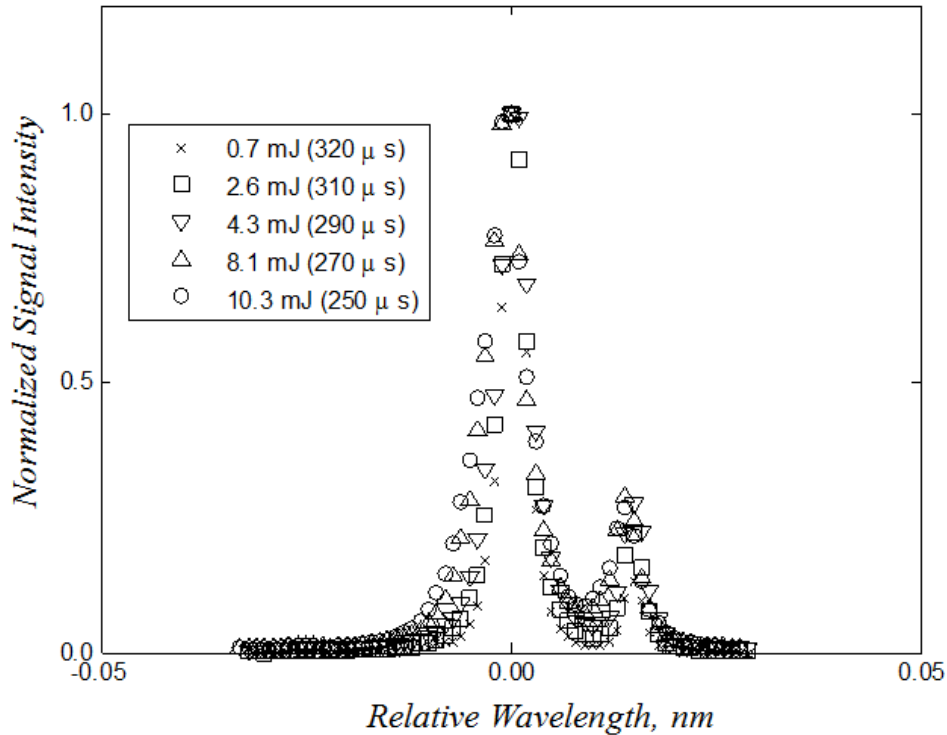 Normalized Signal Intensity
1.0
0.5
0.0
0.7 mJ (320 μ s)
2.6 mJ (310 μ s)
4.3 mJ (290 μ s)
8.1 mJ (270 μ s)
10.3 mJ (250 μ s)
-0.05
0.00
0.05
Relative Wavelength, nm